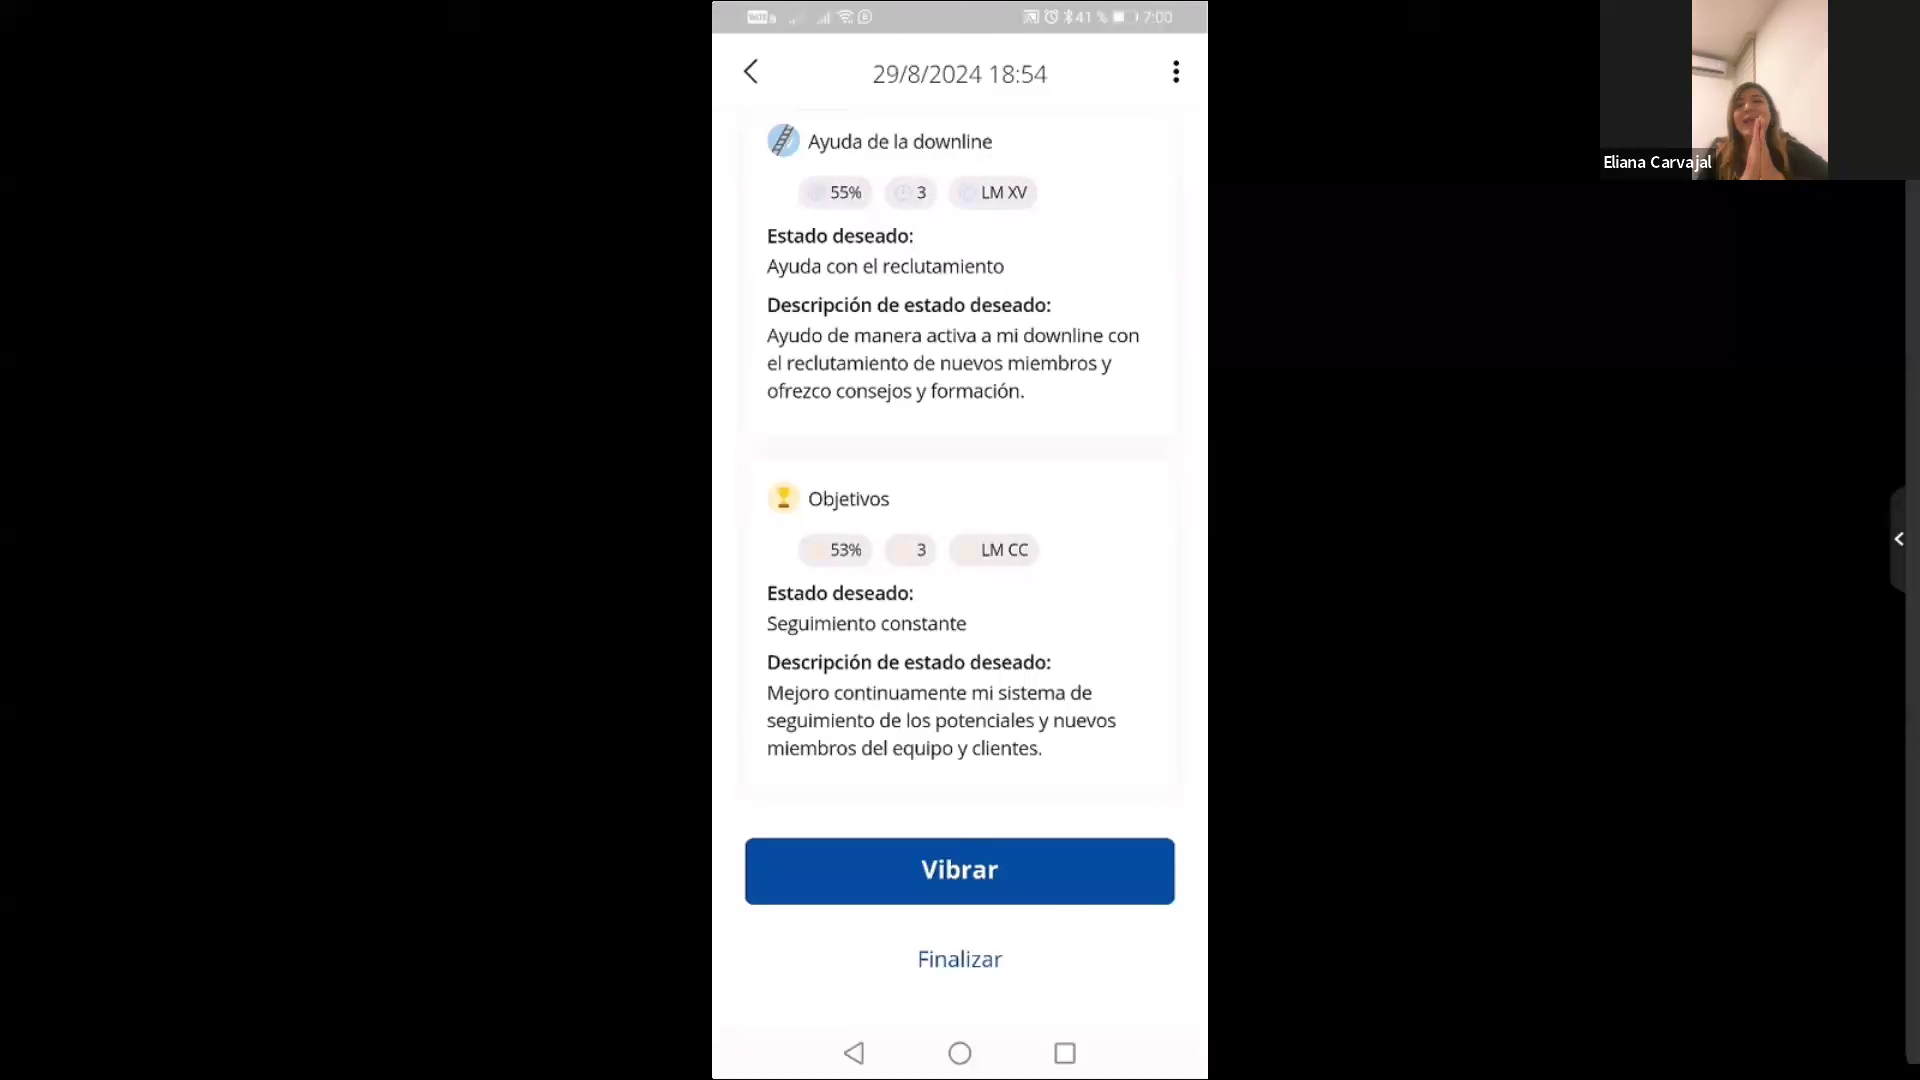 41 % 7:00
29/8/2024 18:54
Ayuda de la downline
55% 3 LM XV
Estado deseado:
Ayuda con el reclutamiento
Descripción de estado deseado:
Ayudo de manera activa a mi downline con
el reclutamiento de nuevos miembros y
ofrezco consejos y formación.
Objetivos
53% 3 LM CC
Estado deseado:
Seguimiento constante
Descripción de estado deseado:
Mejoro continuamente mi sistema de
seguimiento de los potenciales y nuevos
miembros del equipo y clientes.
Vibrar
Finalizar
Eliana Carvajal